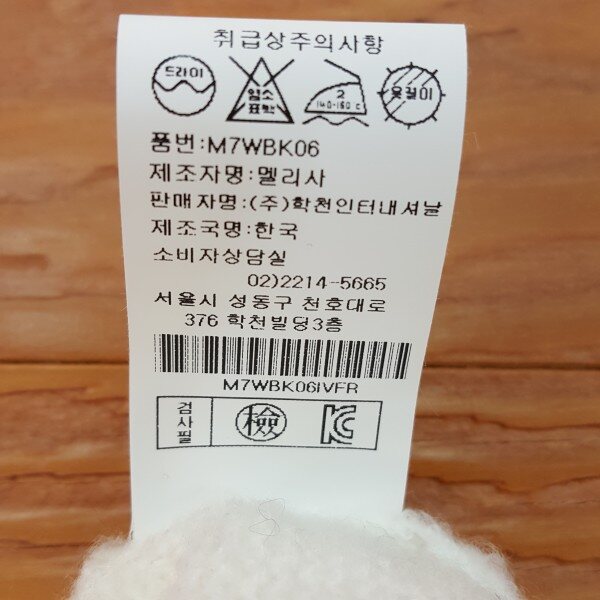 취급상주의사항
드라이
염소
표백
2
140-160℃
옷걸이
품번:M7WBK06
제조자명:멜리사
판매자명:(주)학천인터내셔날
제조국명:한국
소비자상담실
02)2214-5665
서울시 성동구 천호대로
376 학천빌딩3층
M7WBK06IVFR
검사필
檢
KC